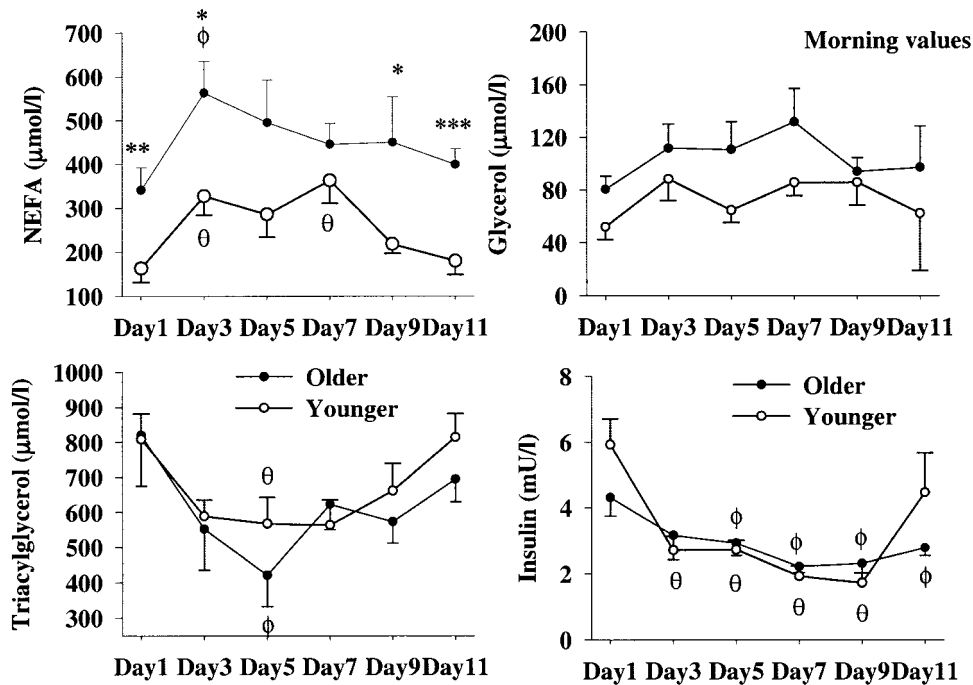 NEFA (μmol/l)
700
600
500
400
300
200
100
**
*
ϕ
*
***
θ
θ
Day1 Day3 Day5 Day7 Day9 Day11
Glycerol (μmol/l)
200
160
120
80
40
0
Morning values
Day1 Day3 Day5 Day7 Day9 Day11
Triacylglycerol (μmol/l)
1000
900
800
700
600
500
400
300
Older
Younger
θ
ϕ
Day1 Day3 Day5 Day7 Day9 Day11
Insulin (mU/l)
8
6
4
2
0
Older
Younger
ϕ
ϕ
ϕ
θ
θ
θ
θ
ϕ
Day1 Day3 Day5 Day7 Day9 Day11